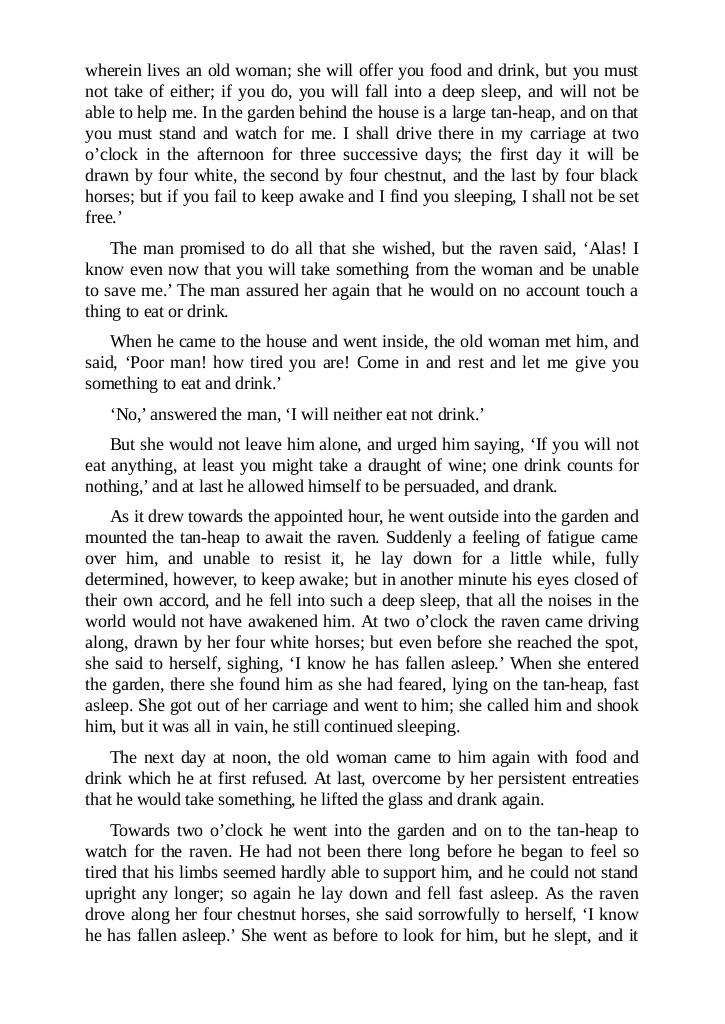 wherein lives an old woman; she will offer you food and drink, but you must
not take of either; if you do, you will fall into a deep sleep, and will not be
able to help me. In the garden behind the house is a large tan-heap, and on that
you must stand and watch for me. I shall drive there in my carriage at two
o’clock in the afternoon for three successive days; the first day it will be
drawn by four white, the second by four chestnut, and the last by four black
horses; but if you fail to keep awake and I find you sleeping, I shall not be set
free.’
The man promised to do all that she wished, but the raven said, ‘Alas! I
know even now that you will take something from the woman and be unable
to save me.’ The man assured her again that he would on no account touch a
thing to eat or drink.
When he came to the house and went inside, the old woman met him, and
said, ‘Poor man! how tired you are! Come in and rest and let me give you
something to eat and drink.’
‘No,’ answered the man, ‘I will neither eat not drink.’
But she would not leave him alone, and urged him saying, ‘If you will not
eat anything, at least you might take a draught of wine; one drink counts for
nothing,’ and at last he allowed himself to be persuaded, and drank.
As it drew towards the appointed hour, he went outside into the garden and
mounted the tan-heap to await the raven. Suddenly a feeling of fatigue came
over him, and unable to resist it, he lay down for a little while, fully
determined, however, to keep awake; but in another minute his eyes closed of
their own accord, and he fell into such a deep sleep, that all the noises in the
world would not have awakened him. At two o’clock the raven came driving
along, drawn by her four white horses; but even before she reached the spot,
she said to herself, sighing, ‘I know he has fallen asleep.’ When she entered
the garden, there she found him as she had feared, lying on the tan-heap, fast
asleep. She got out of her carriage and went to him; she called him and shook
him, but it was all in vain, he still continued sleeping.
The next day at noon, the old woman came to him again with food and
drink which he at first refused. At last, overcome by her persistent entreaties
that he would take something, he lifted the glass and drank again.
Towards two o’clock he went into the garden and on to the tan-heap to
watch for the raven. He had not been there long before he began to feel so
tired that his limbs seemed hardly able to support him, and he could not stand
upright any longer; so again he lay down and fell fast asleep. As the raven
drove along her four chestnut horses, she said sorrowfully to herself, ‘I know
he has fallen asleep.’ She went as before to look for him, but he slept, and it